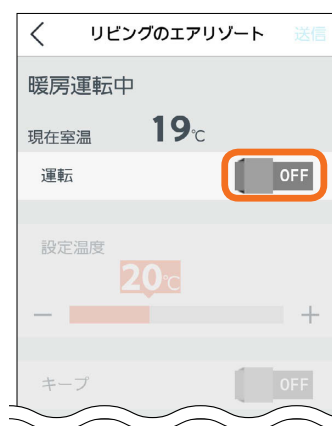 リビングのエアリゾート 送信
暖房運転中
現在室温 19℃
運転 OFF
設定温度
20℃
− +
キープ OFF